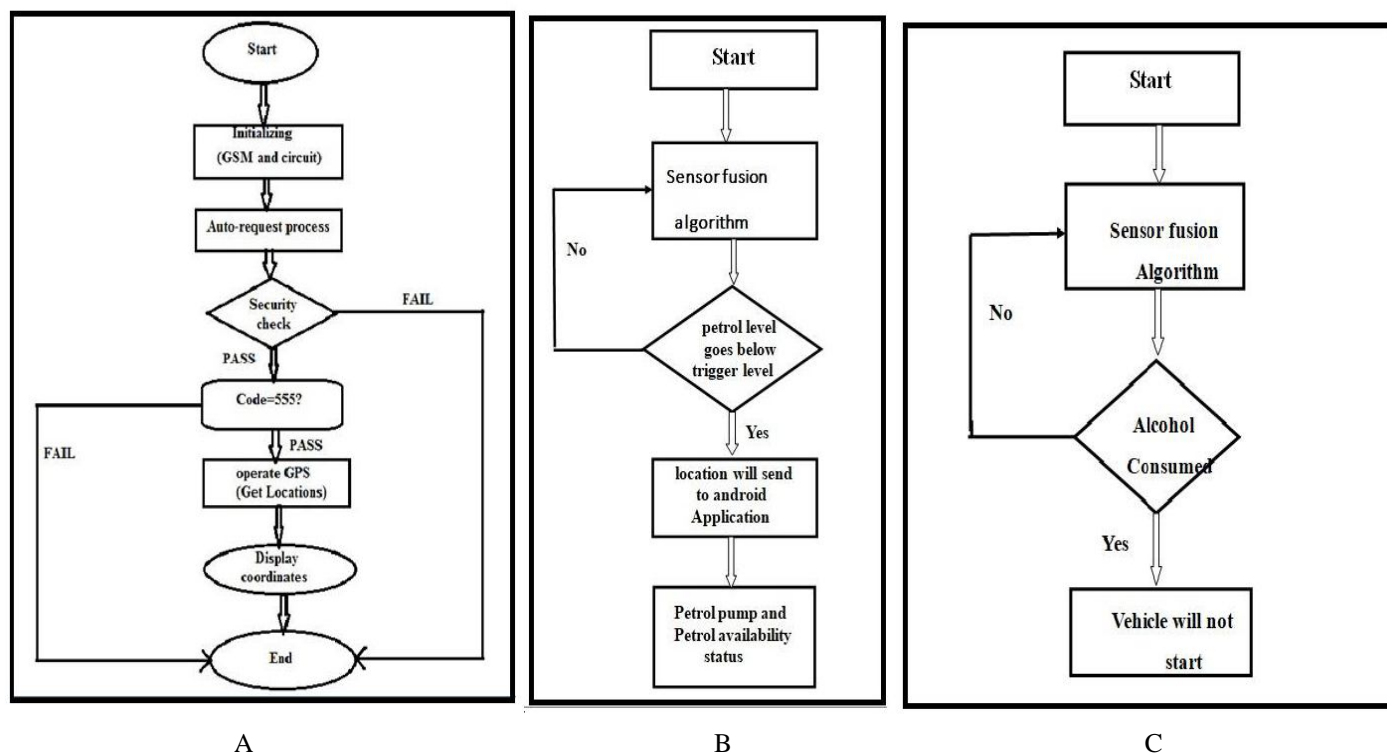 Start
Initializing
(GSM and circuit)
Auto-request process
Security
check
FAIL
PASS
Code=555?
FAIL
PASS
operate GPS
(Get Locations)
Display
coordinates
End
A
Start
Sensor fusion
algorithm
No
petrol level
goes below
trigger level
Yes
location will send
to android
Application
Petrol pump and
Petrol availability
status
B
Start
Sensor fusion
Algorithm
No
Alcohol
Consumed
Yes
Vehicle will not
start
C